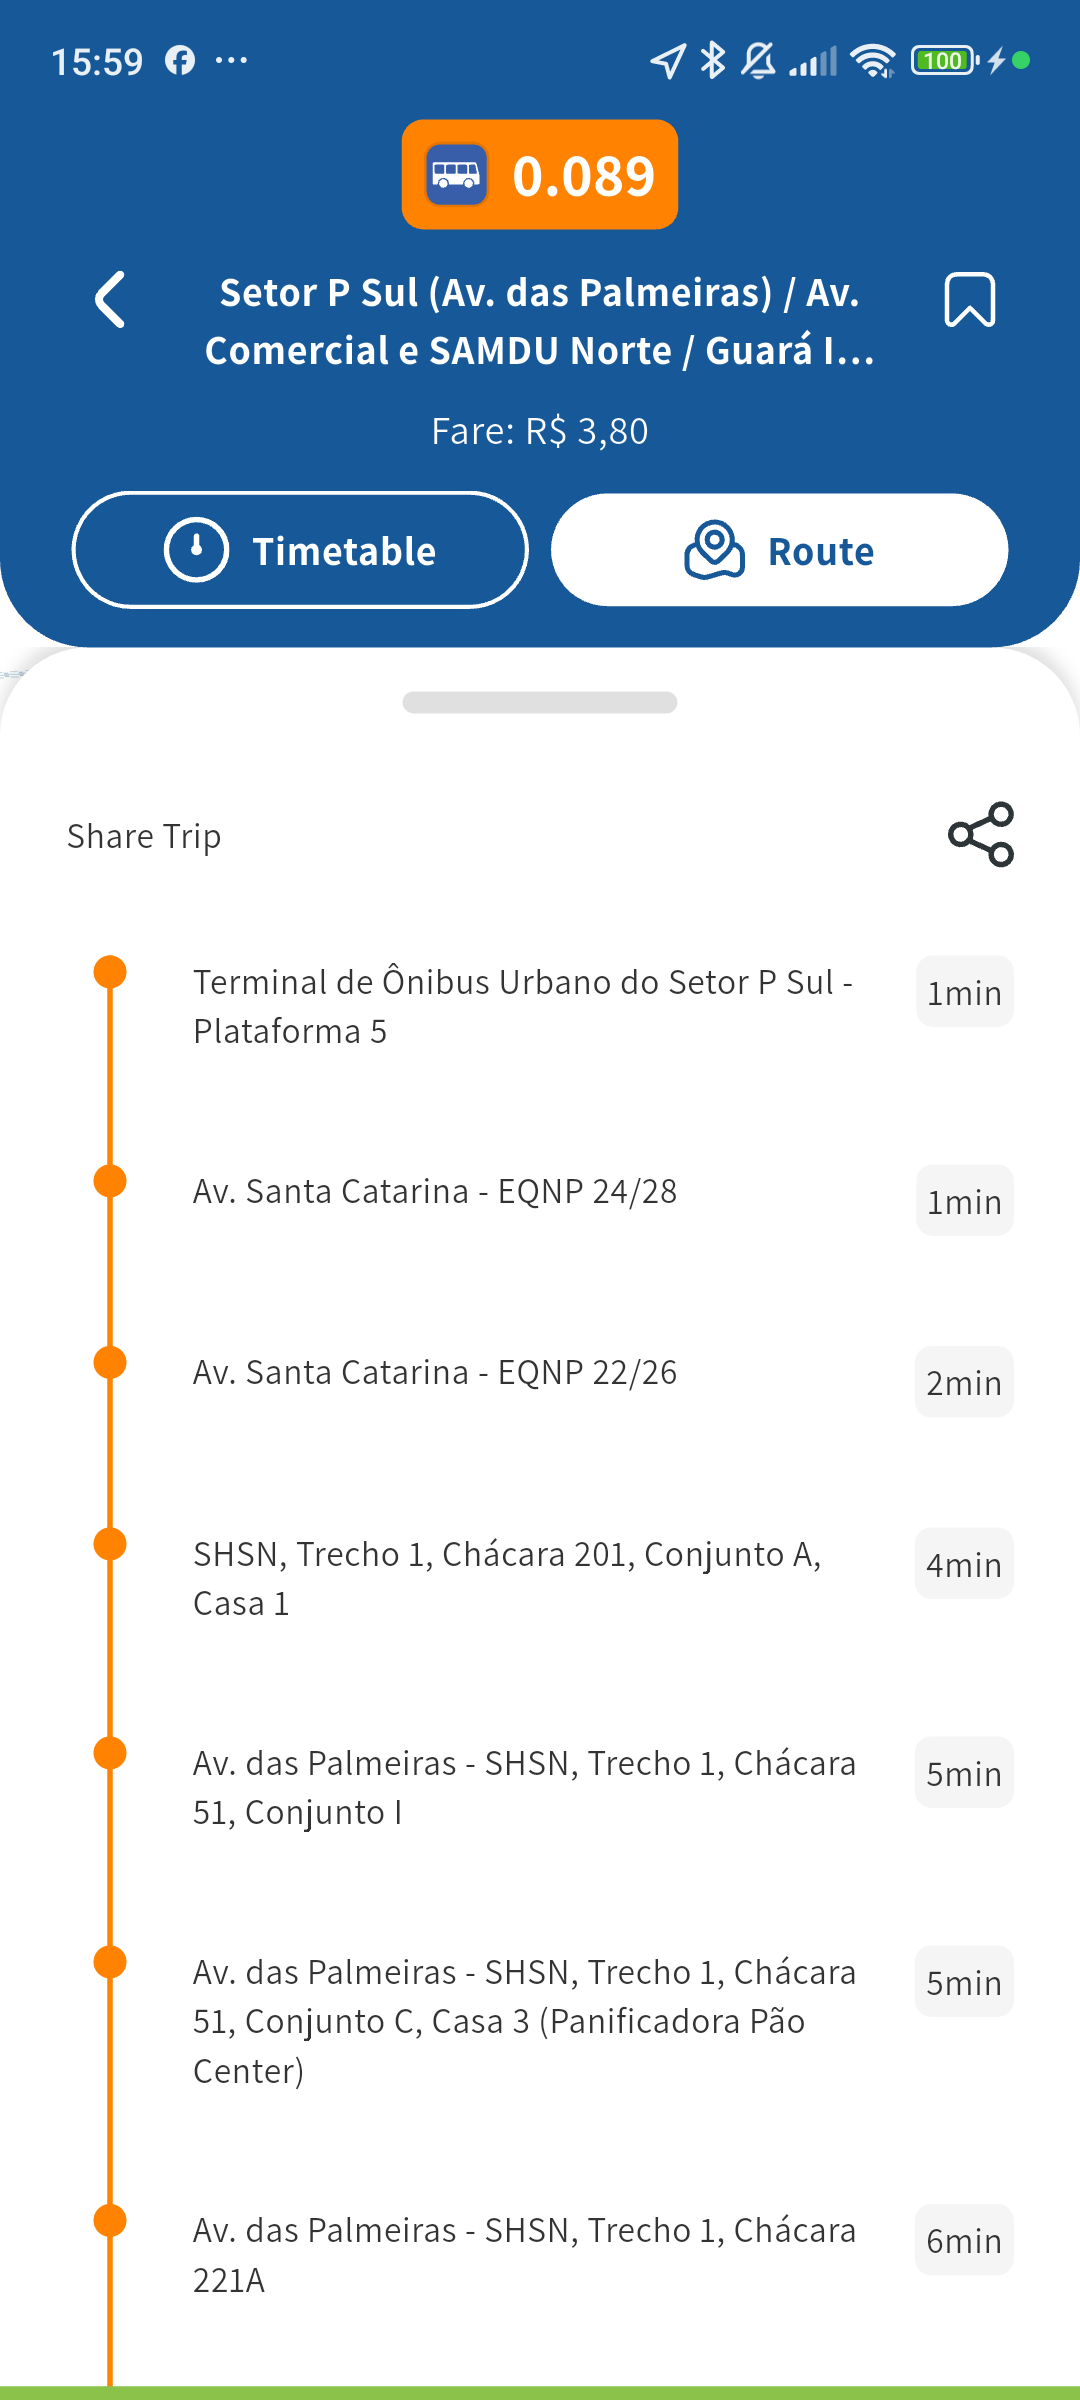 15:59
100
0.089
Setor P Sul (Av. das Palmeiras) / Av.
Comercial e SAMDU Norte / Guará I...
Fare: R$ 3,80
Timetable
Route
Share Trip
Terminal de Ônibus Urbano do Setor P Sul -
Plataforma 5
1min
Av. Santa Catarina - EQNP 24/28
1min
Av. Santa Catarina - EQNP 22/26
2min
SHSN, Trecho 1, Chácara 201, Conjunto A,
Casa 1
4min
Av. das Palmeiras - SHSN, Trecho 1, Chácara
51, Conjunto I
5min
Av. das Palmeiras - SHSN, Trecho 1, Chácara
51, Conjunto C, Casa 3 (Panificadora Pão
Center)
5min
Av. das Palmeiras - SHSN, Trecho 1, Chácara
221A
6min